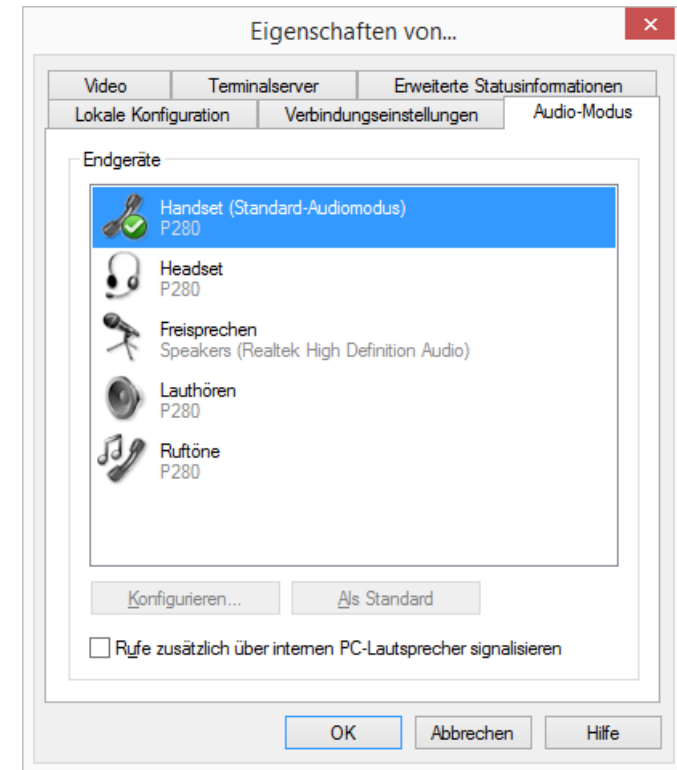 Eigenschaften von...
Video
Terminalserver
Erweiterte Statusinformationen
Lokale Konfiguration
Verbindungseinstellungen
Audio-Modus
Endgeräte
Handset (Standard-Audiomodus)
P280
Headset
P280
Freisprechen
Speakers (Realtek High Definition Audio)
Lauthören
P280
Ruftöne
P280
Konfigurieren...
Als Standard
Rufe zusätzlich über internen PC-Lautsprecher signalisieren
OK
Abbrechen
Hilfe